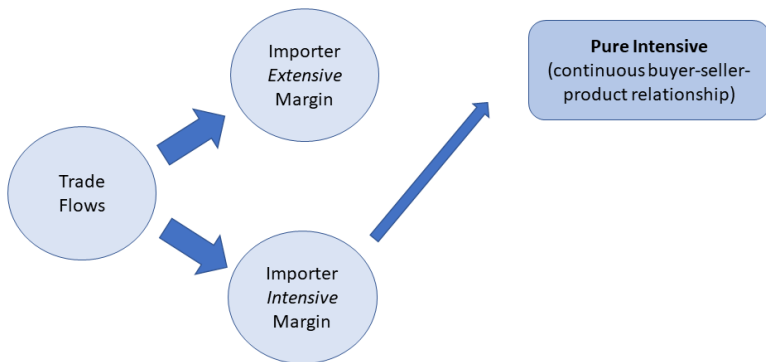 Trade
Flows
Importer
Extensive
Margin
Importer
Intensive
Margin
Pure Intensive
(continuous buyer-seller-
product relationship)